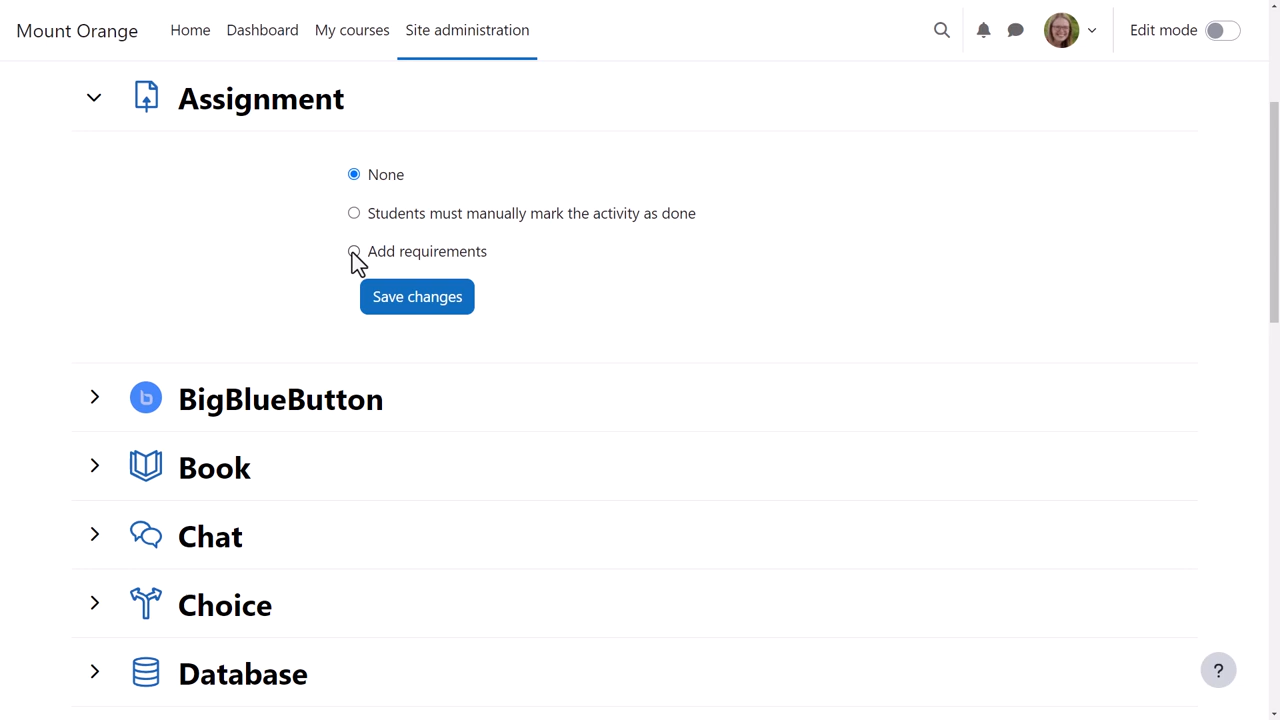 Mount Orange Home Dashboard My courses Site administration Edit mode
Assignment
None
Students must manually mark the activity as done
Add requirements
Save changes
BigBlueButton
Book
Chat
Choice
Database
?